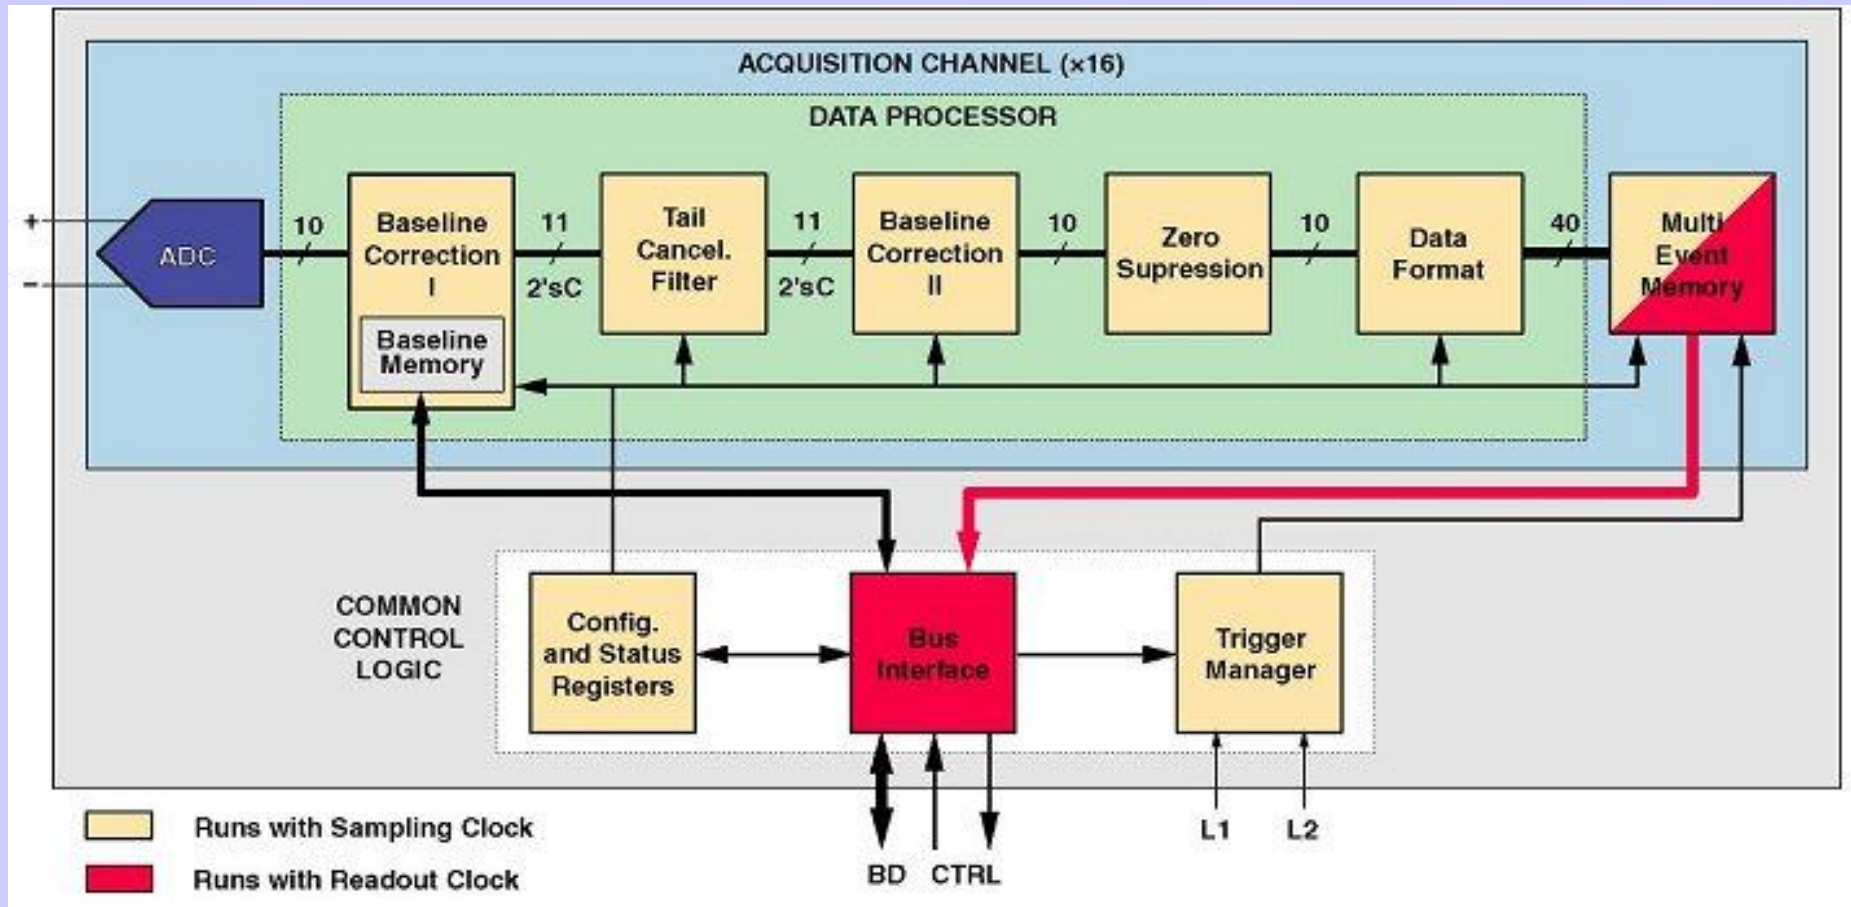 ACQUISITION CHANNEL (×16)
DATA PROCESSOR
+
−
ADC
10
Baseline
Correction
I
Baseline
Memory
11
2'sC
Tail
Cancel.
Filter
11
2'sC
Baseline
Correction
II
10
Zero
Supression
10
Data
Format
40
Multi
Event
Memory
COMMON
CONTROL
LOGIC
Config.
and Status
Registers
Bus
Interface
Trigger
Manager
BD
CTRL
L1
L2
Runs with Sampling Clock
Runs with Readout Clock